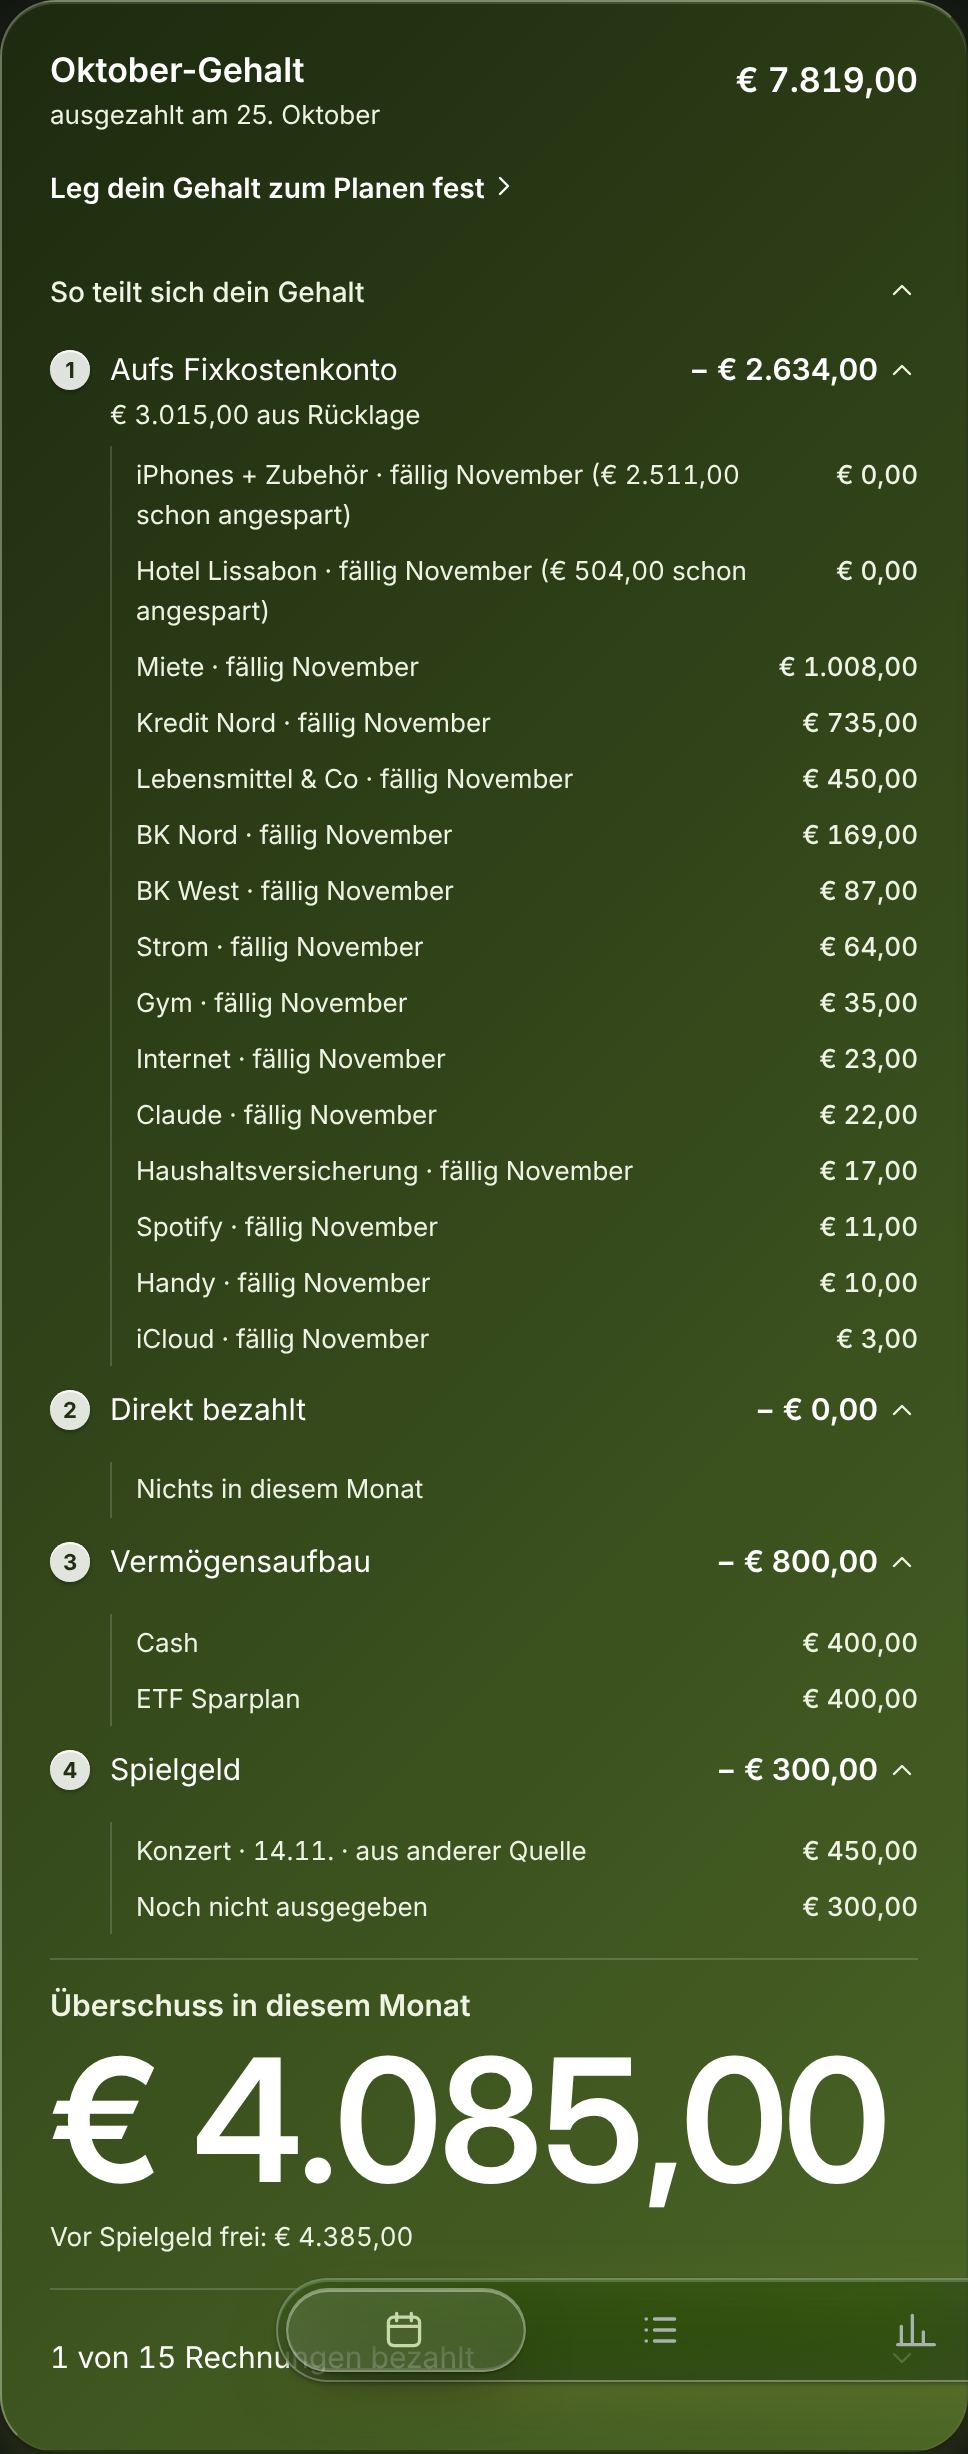 Oktober-Gehalt
€ 7.819,00
ausgezahlt am 25. Oktober
Leg dein Gehalt zum Planen fest
So teilt sich dein Gehalt
1 Aufs Fixkostenkonto – € 2.634,00
€ 3.015,00 aus Rücklage
iPhones + Zubehör · fällig November (€ 2.511,00 € 0,00
schon angespart)
Hotel Lissabon · fällig November (€ 504,00 schon € 0,00
angespart)
Miete · fällig November € 1.008,00
Kredit Nord · fällig November € 735,00
Lebensmittel & Co · fällig November € 450,00
BK Nord · fällig November € 169,00
BK West · fällig November € 87,00
Strom · fällig November € 64,00
Gym · fällig November € 35,00
Internet · fällig November € 23,00
Claude · fällig November € 22,00
Haushaltsversicherung · fällig November € 17,00
Spotify · fällig November € 11,00
Handy · fällig November € 10,00
iCloud · fällig November € 3,00
2 Direkt bezahlt – € 0,00
Nichts in diesem Monat
3 Vermögensaufbau – € 800,00
Cash € 400,00
ETF Sparplan € 400,00
4 Spielgeld – € 300,00
Konzert · 14.11. · aus anderer Quelle € 450,00
Noch nicht ausgegeben € 300,00
Überschuss in diesem Monat
€ 4.085,00
Vor Spielgeld frei: € 4.385,00
1 von 15 Rechnungen bezahlt